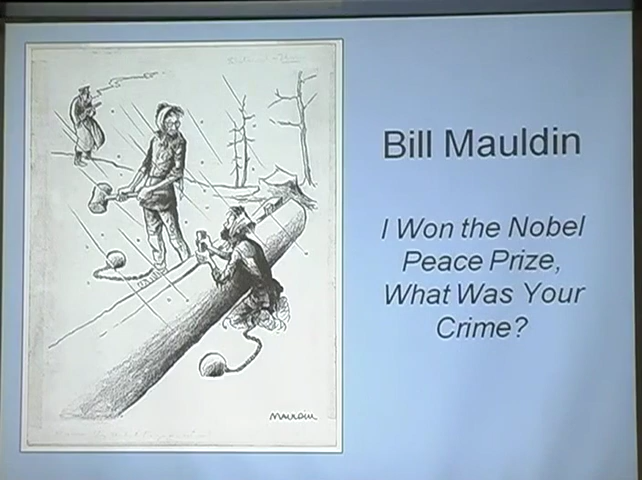 Bill Mauldin
I Won the Nobel
Peace Prize,
What Was Your
Crime?
MAULDIN